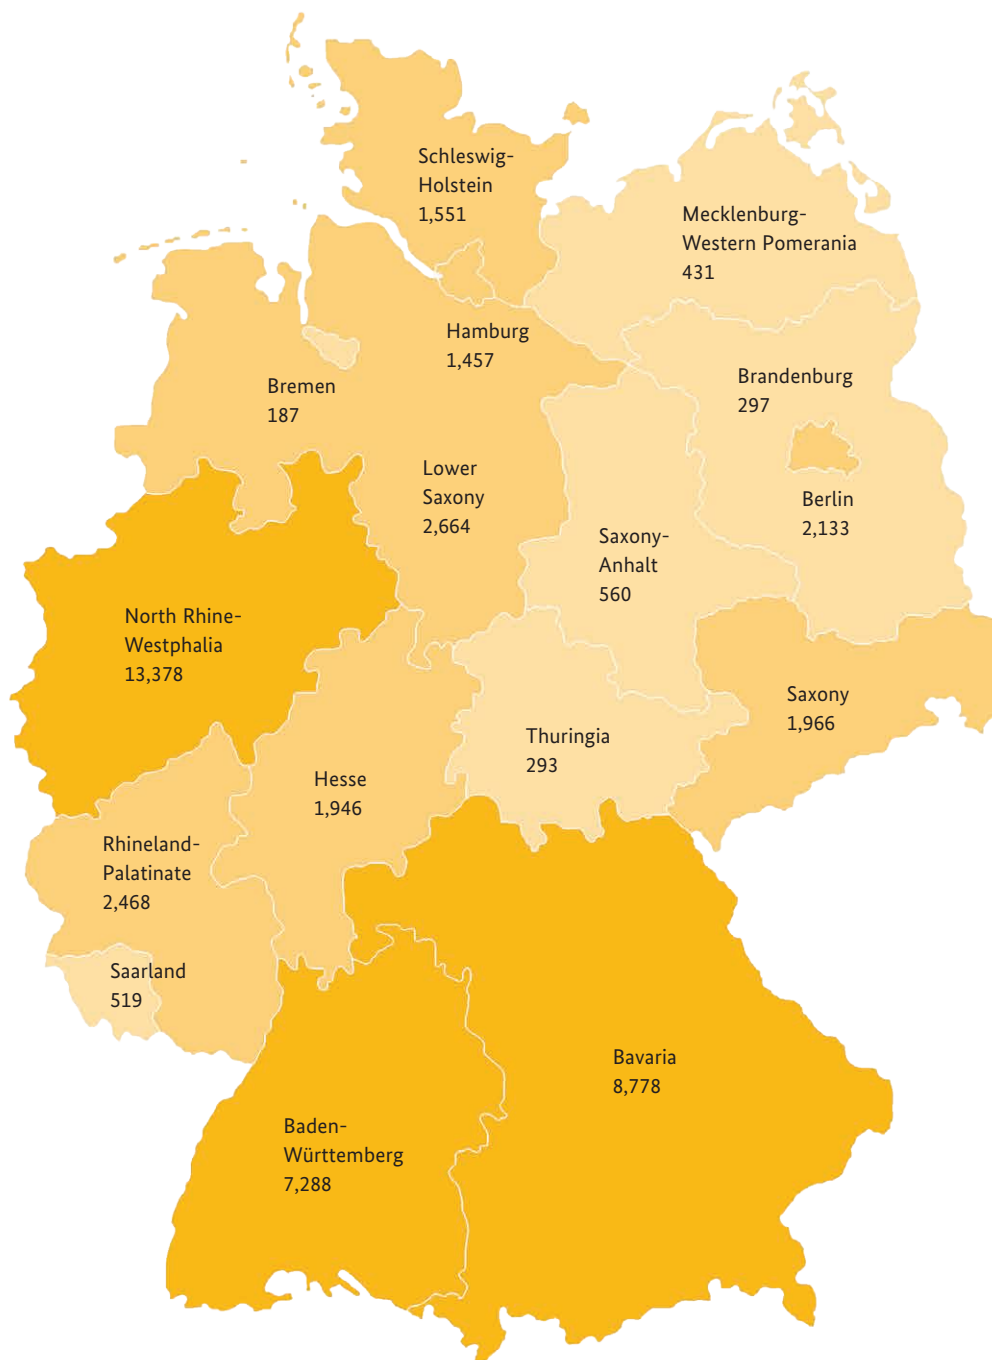 Schleswig-
Holstein
1,551
Mecklenburg-
Western Pomerania
431
Hamburg
1,457
Bremen
187
Brandenburg
297
Lower
Saxony
2,664
Berlin
2,133
Saxony-
Anhalt
560
North Rhine-
Westphalia
13,378
Saxony
1,966
Thuringia
293
Hesse
1,946
Rhineland-
Palatinate
2,468
Saarland
519
Bavaria
8,778
Baden-
Württemberg
7,288